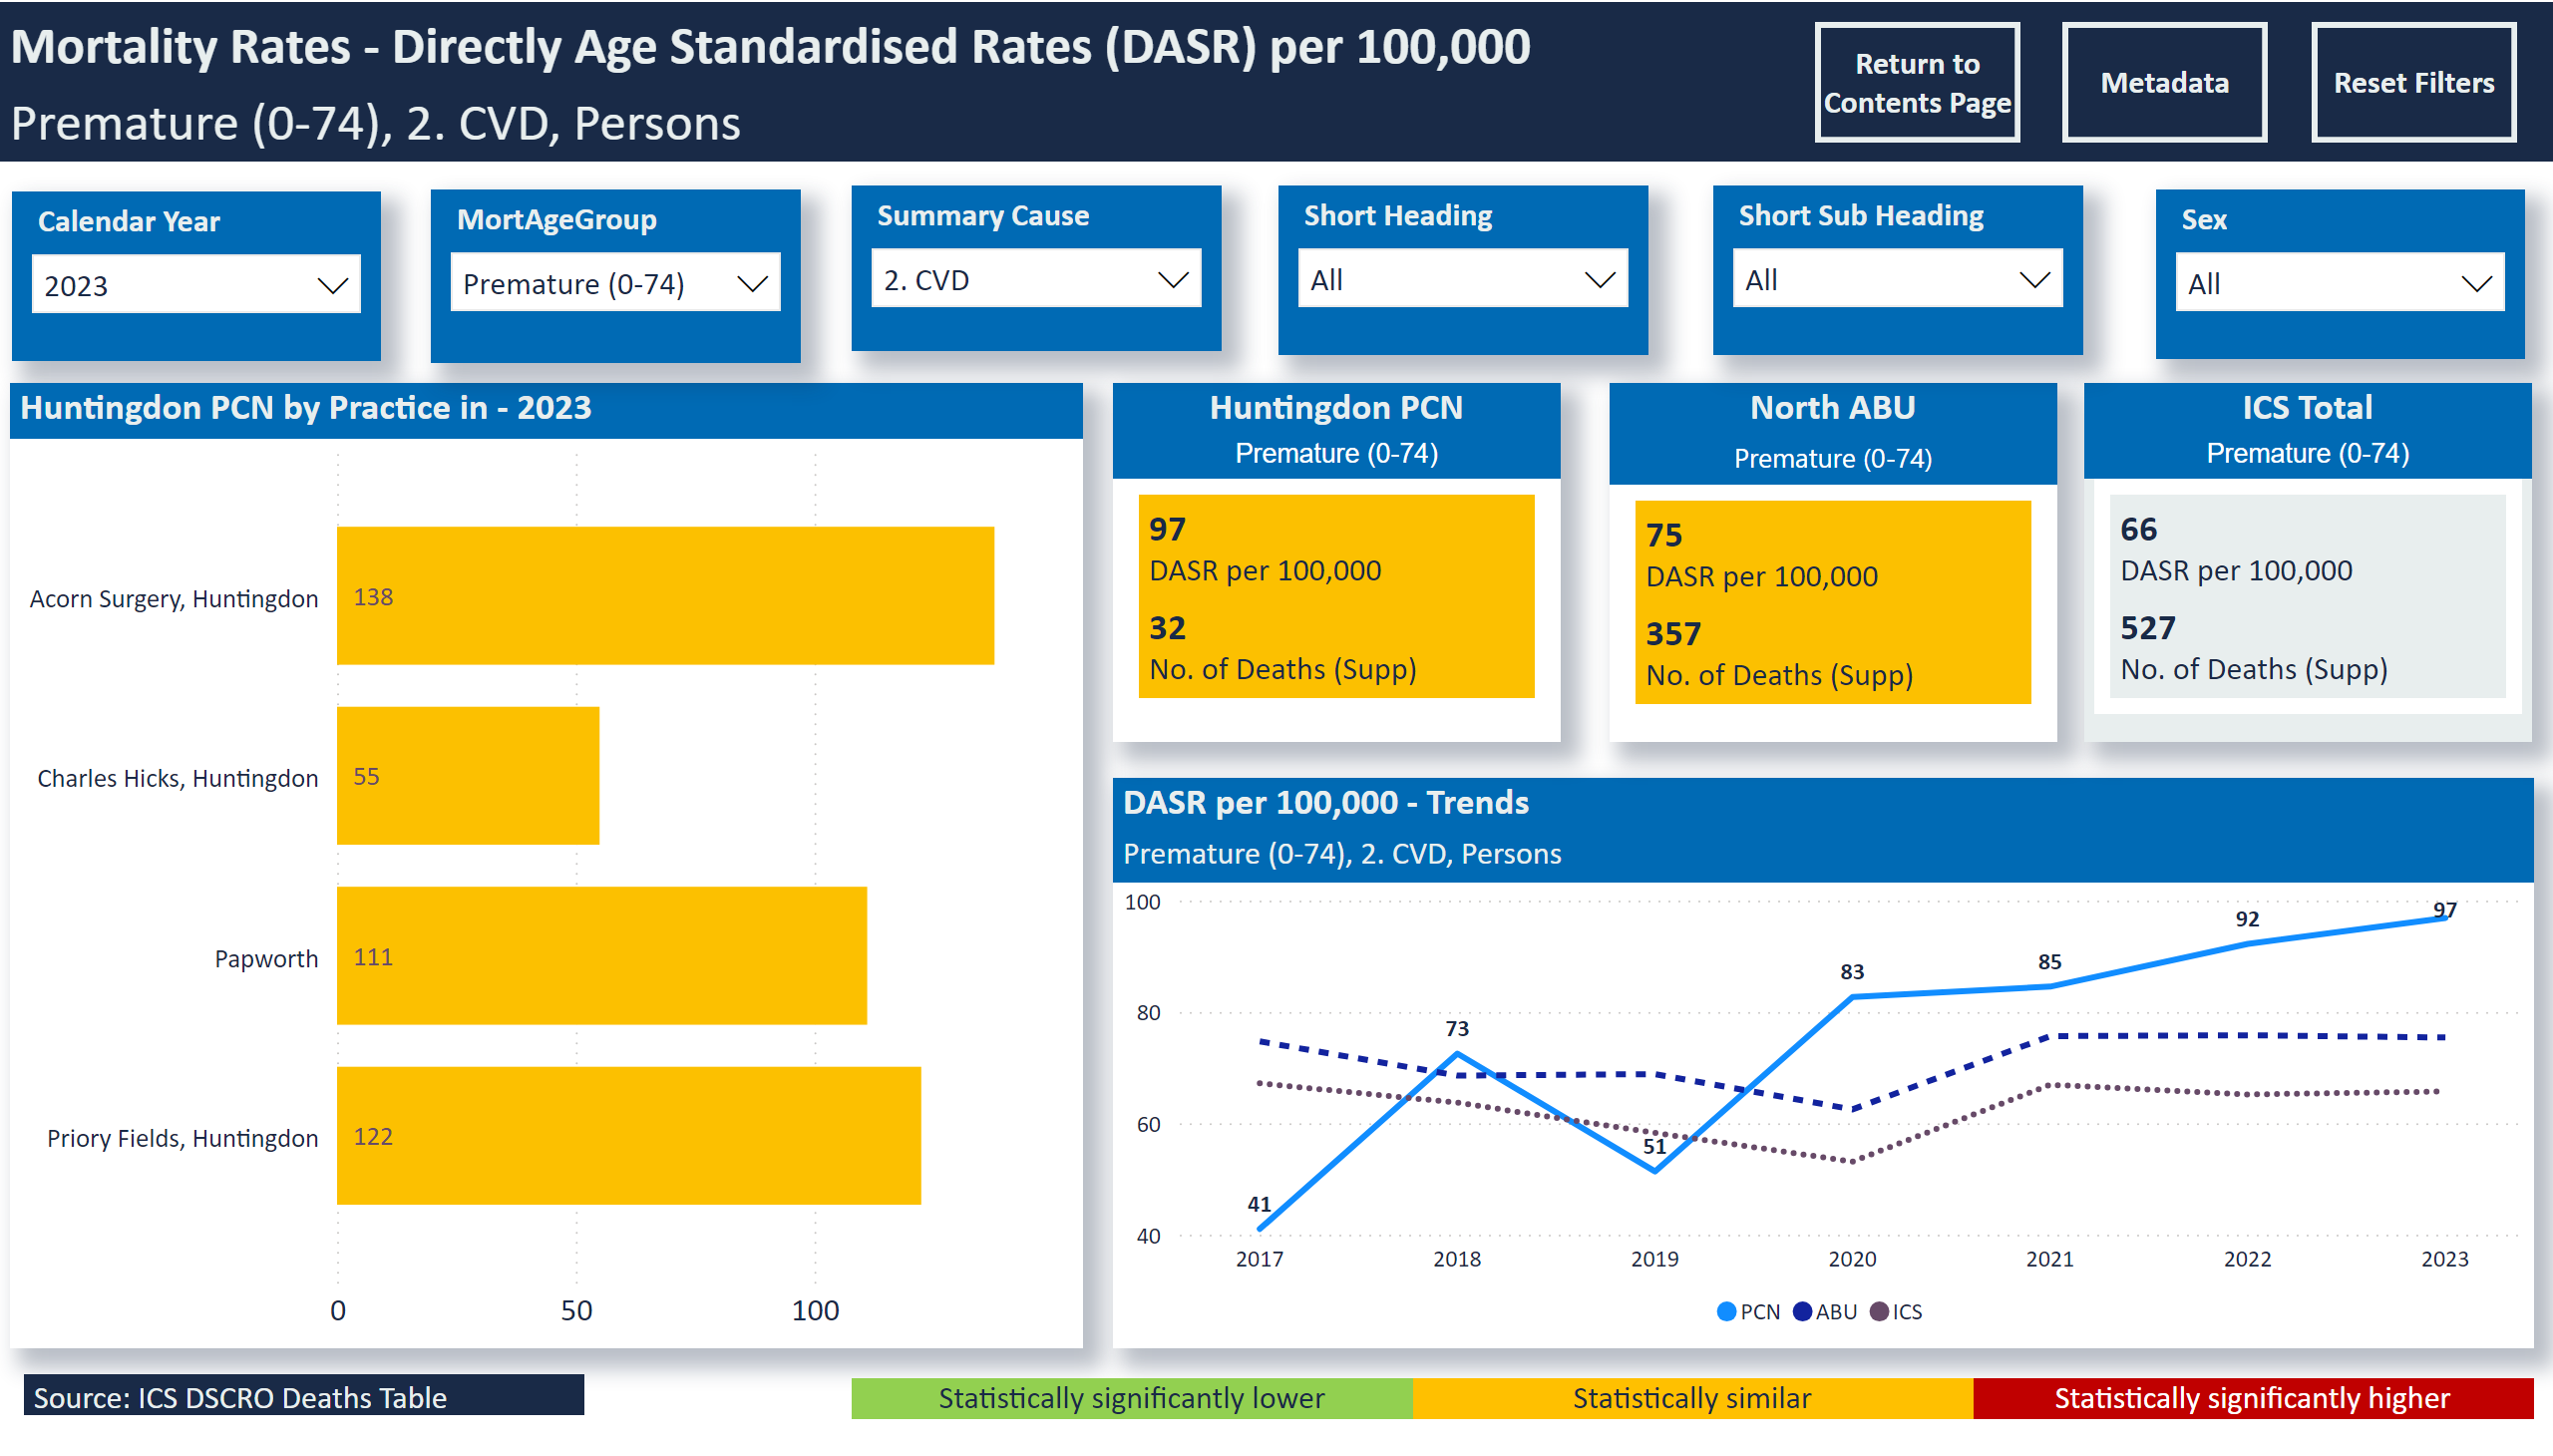 Mortality Rates - Directly Age Standardised Rates (DASR) per 100,000
Premature (0-74), 2. CVD, Persons
Return to
Contents Page
Metadata
Reset Filters
Calendar Year
2023
MortAgeGroup
Premature (0-74)
Summary Cause
2. CVD
Short Heading
All
Short Sub Heading
All
Sex
All
Huntingdon PCN by Practice in - 2023
Acorn Surgery, Huntingdon
138
Charles Hicks, Huntingdon
55
Papworth
111
Priory Fields, Huntingdon
122
0
50
100
Huntingdon PCN
Premature (0-74)
97
DASR per 100,000
32
No. of Deaths (Supp)
North ABU
Premature (0-74)
75
DASR per 100,000
357
No. of Deaths (Supp)
ICS Total
Premature (0-74)
66
DASR per 100,000
527
No. of Deaths (Supp)
DASR per 100,000 - Trends
Premature (0-74), 2. CVD, Persons
100
80
60
40
41
73
51
83
85
92
97
2017
2018
2019
2020
2021
2022
2023
PCN
ABU
ICS
Source: ICS DSCRO Deaths Table
Statistically significantly lower
Statistically similar
Statistically significantly higher